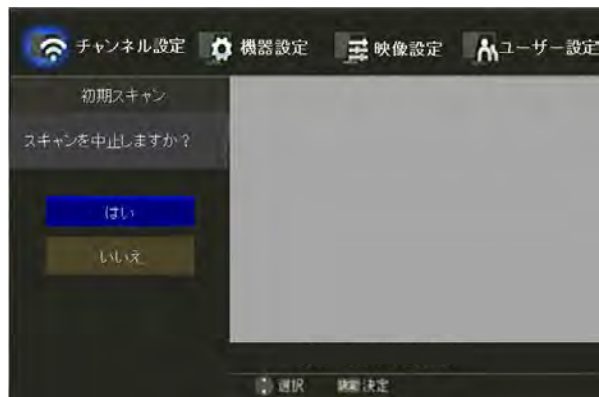 チャンネル設定 機器設定 映像設定 ユーザー設定
初期スキャン
スキャンを中止しますか？
はい
いいえ
選択 決定